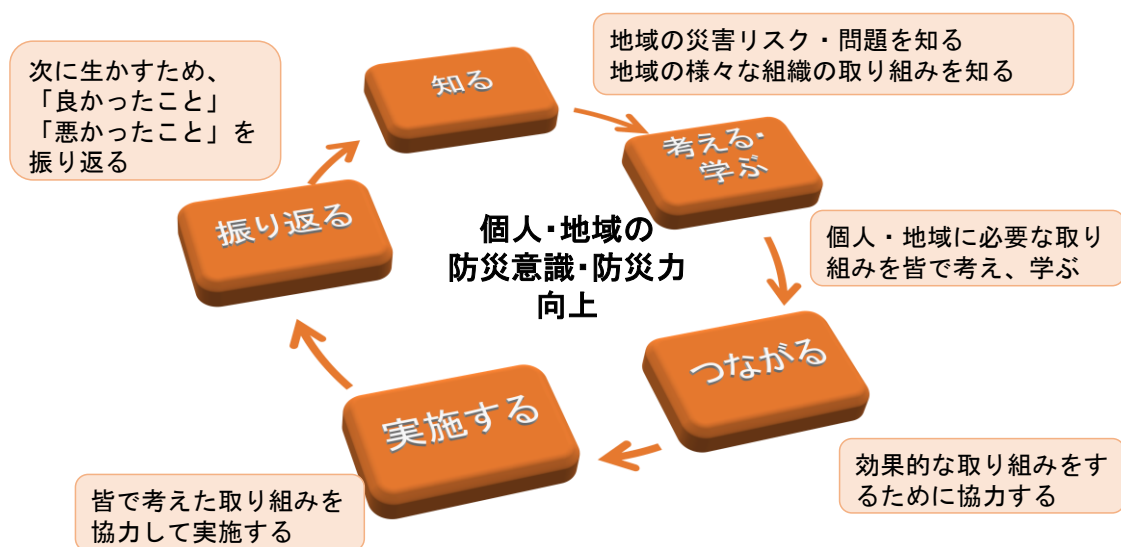 知る
地域の災害リスク・問題を知る
地域の様々な組織の取り組みを知る
考える・
学ぶ
個人・地域に必要な取り
組みを皆で考え、学ぶ
つながる
効果的な取り組みをす
るために協力する
実施する
皆で考えた取り組みを
協力して実施する
振り返る
次に生かすため、
「良かったこと」
「悪かったこと」を
振り返る
個人・地域の
防災意識・防災力
向上